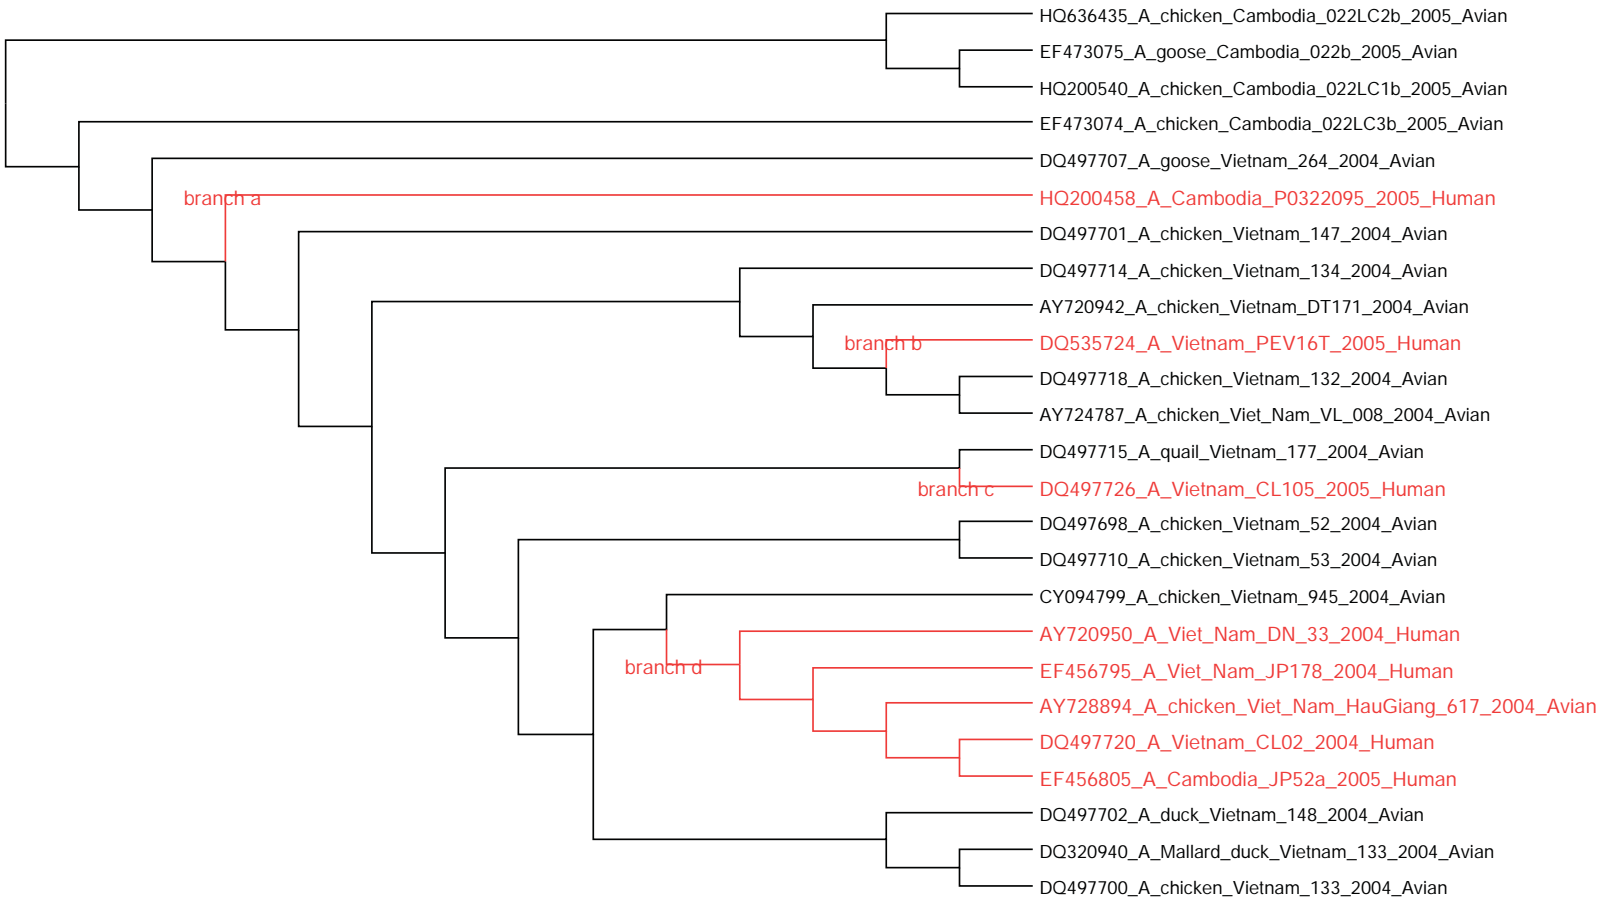 HQ636435_A_chicken_Cambodia_022LC2b_2005_Avian
EF473075_A_goose_Cambodia_022b_2005_Avian
HQ200540_A_chicken_Cambodia_022LC1b_2005_Avian
EF473074_A_chicken_Cambodia_022LC3b_2005_Avian
DQ497707_A_goose_Vietnam_264_2004_Avian
branch a HQ200458_A_Cambodia_P0322095_2005_Human
DQ497701_A_chicken_Vietnam_147_2004_Avian
DQ497714_A_chicken_Vietnam_134_2004_Avian
AY720942_A_chicken_Vietnam_DT171_2004_Avian
branch b DQ535724_A_Vietnam_PEV16T_2005_Human
DQ497718_A_chicken_Vietnam_132_2004_Avian
AY724787_A_chicken_Viet_Nam_VL_008_2004_Avian
DQ497715_A_quail_Vietnam_177_2004_Avian
branch c DQ497726_A_Vietnam_CL105_2005_Human
DQ497698_A_chicken_Vietnam_52_2004_Avian
DQ497710_A_chicken_Vietnam_53_2004_Avian
CY094799_A_chicken_Vietnam_945_2004_Avian
AY720950_A_Viet_Nam_DN_33_2004_Human
branch d EF456795_A_Viet_Nam_JP178_2004_Human
AY728894_A_chicken_Viet_Nam_HauGiang_617_2004_Avian
DQ497720_A_Vietnam_CL02_2004_Human
EF456805_A_Cambodia_JP52a_2005_Human
DQ497702_A_duck_Vietnam_148_2004_Avian
DQ320940_A_Mallard_duck_Vietnam_133_2004_Avian
DQ497700_A_chicken_Vietnam_133_2004_Avian